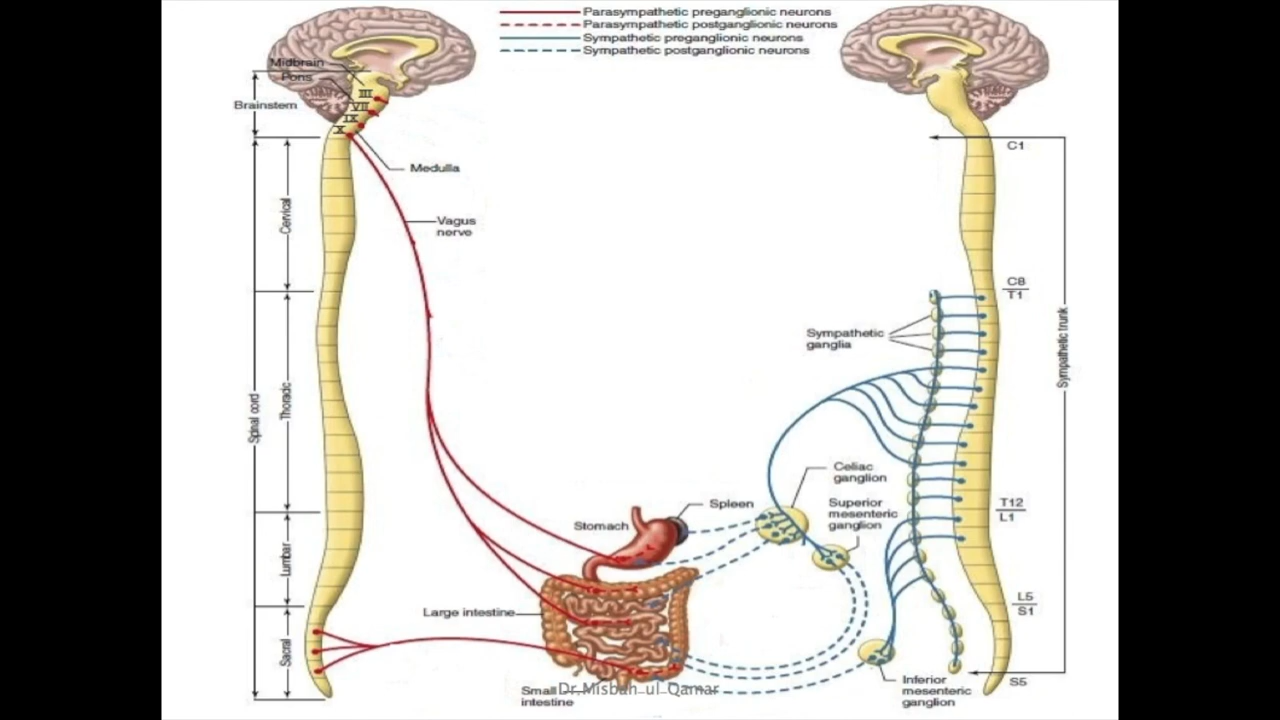 Parasympathetic preganglionic neurons
Parasympathetic postganglionic neurons
Sympathetic preganglionic neurons
Sympathetic postganglionic neurons
Midbrain
Pons
Brainstem
III
VII
IX
X
Medulla
Vagus
nerve
Cervical
Spinal cord
Thoracic
Lumbar
Sacral
C1
C8
T1
Sympathetic
ganglia
Sympathetic trunk
Celiac
ganglion
Superior
mesenteric
ganglion
Spleen
Stomach
T12
L1
Large intestine
L5
S1
S5
Small
intestine
Dr.Misbah ul Qamar
Inferior
mesenteric
ganglion